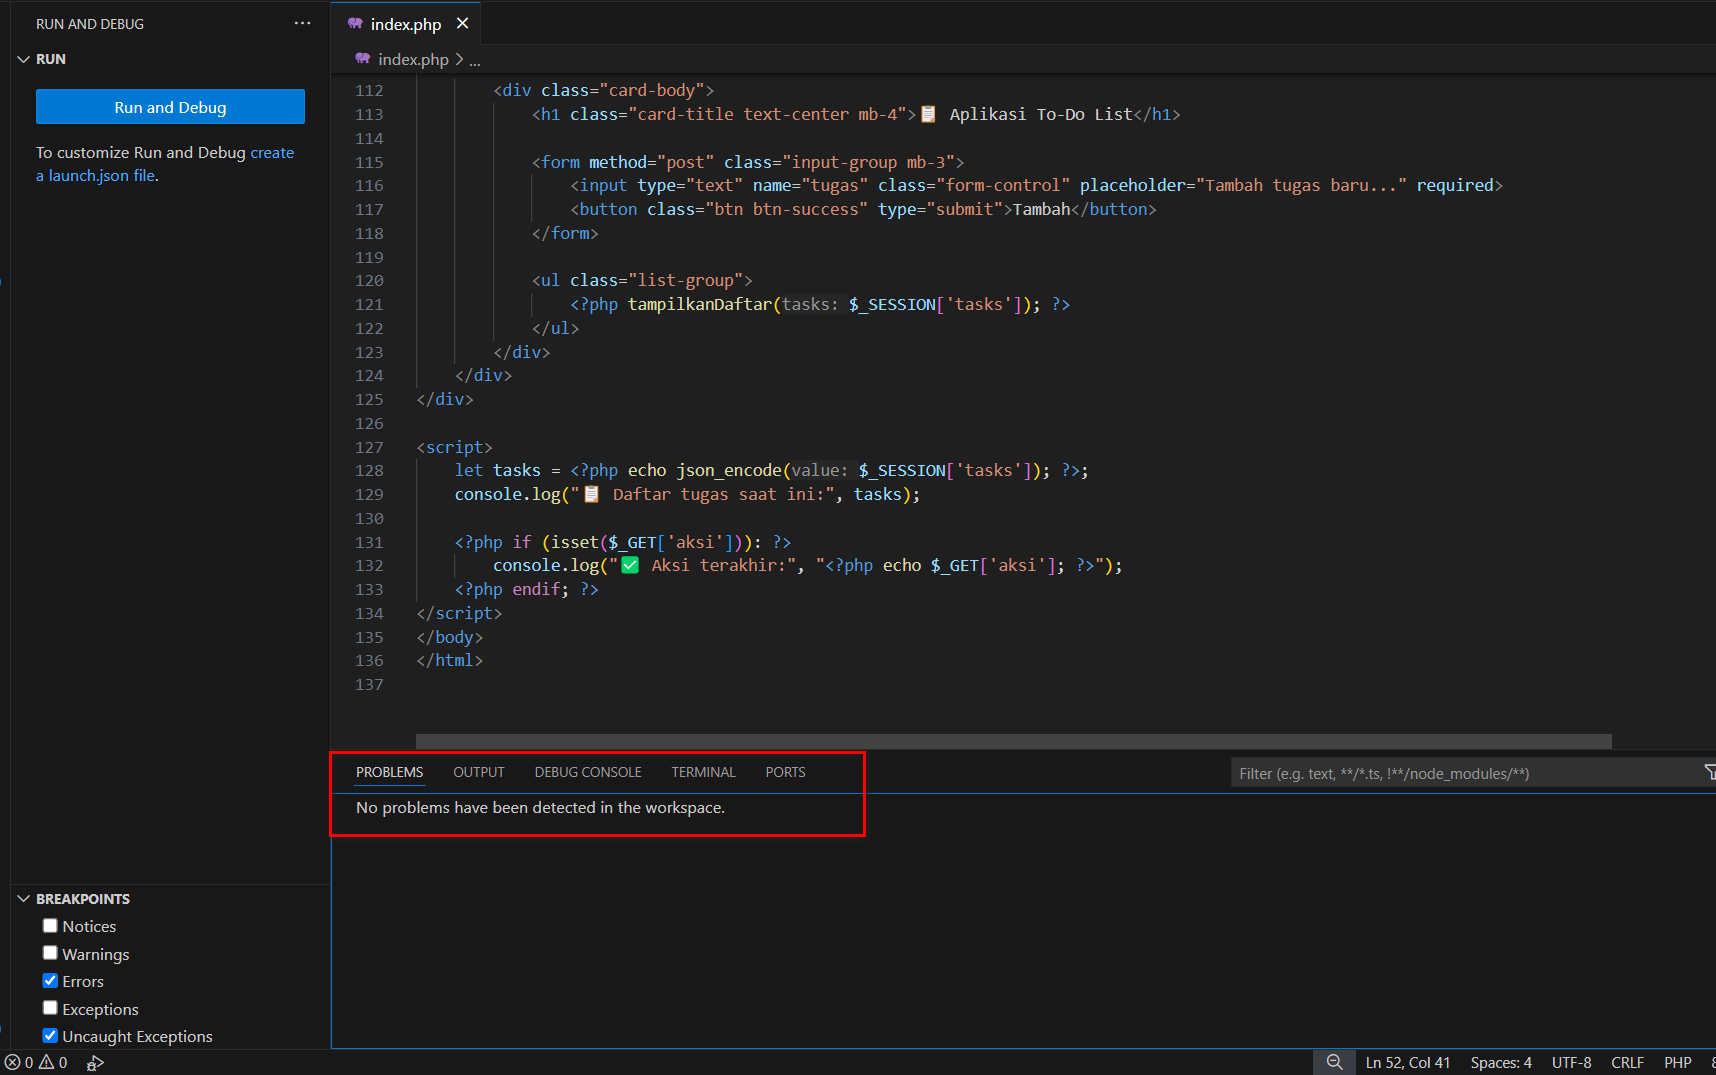 RUN AND DEBUG
RUN
Run and Debug
To customize Run and Debug create
a launch.json file.
BREAKPOINTS
Notices
Warnings
Errors
Exceptions
Uncaught Exceptions
index.php
index.php > ...
112 <div class="card-body">
113 <h1 class="card-title text-center mb-4">📋 Aplikasi To-Do List</h1>
114
115 <form method="post" class="input-group mb-3">
116 <input type="text" name="tugas" class="form-control" placeholder="Tambah tugas baru..." required>
117 <button class="btn btn-success" type="submit">Tambah</button>
118 </form>
119
120 <ul class="list-group">
121 <?php tampilkanDaftar(tasks: $_SESSION['tasks']); ?>
122 </ul>
123 </div>
124 </div>
125 </div>
126
127 <script>
128 let tasks = <?php echo json_encode(value: $_SESSION['tasks']); ?>;
129 console.log("📋 Daftar tugas saat ini:", tasks);
130
131 <?php if (isset($_GET['aksi'])): ?>
132 console.log("✅ Aksi terakhir:", "<?php echo $_GET['aksi']; ?>");
133 <?php endif; ?>
134 </script>
135 </body>
136 </html>
137
PROBLEMS OUTPUT DEBUG CONSOLE TERMINAL PORTS
Filter (e.g. text, **/*.ts, !**/node_modules/**)
No problems have been detected in the workspace.
0 0
Ln 52, Col 41 Spaces: 4 UTF-8 CRLF PHP